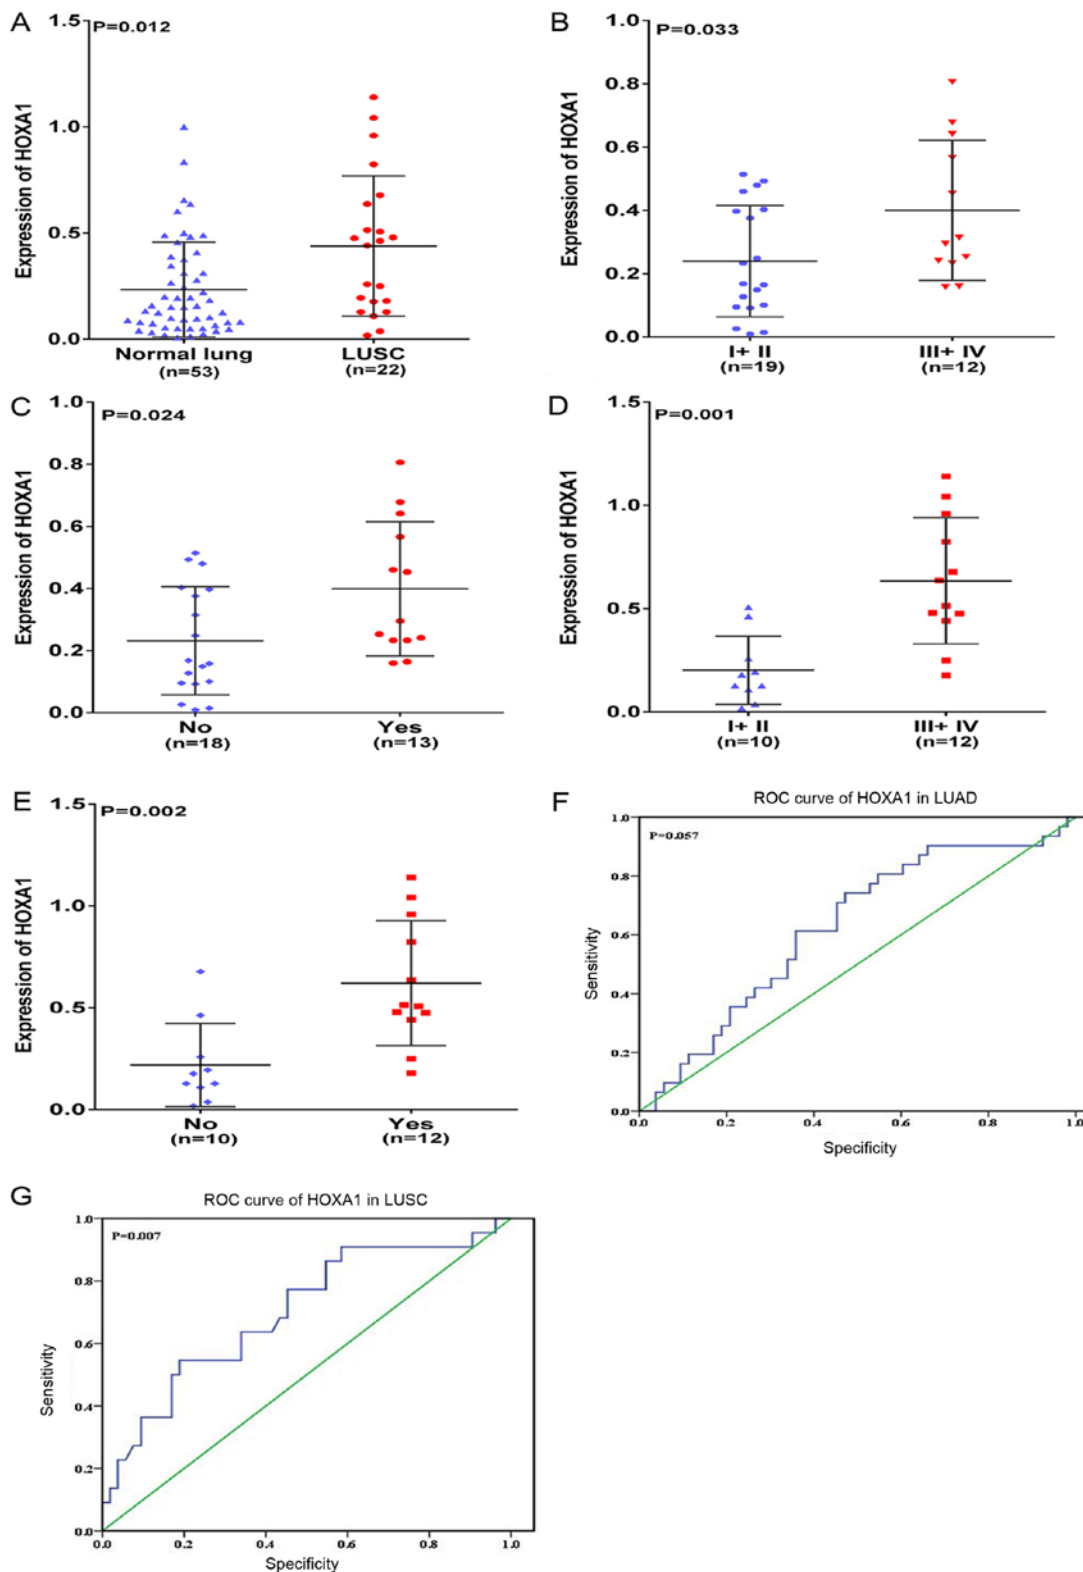 A
P=0.012
Expression of HOXA1
1.5
1.0
0.5
0.0
Normal lung
(n=53)
LUSC
(n=22)
B
P=0.033
Expression of HOXA1
1.0
0.8
0.6
0.4
0.2
0.0
I+ II
(n=19)
III+ IV
(n=12)
C
P=0.024
Expression of HOXA1
1.0
0.8
0.6
0.4
0.2
0.0
No
(n=18)
Yes
(n=13)
D
P=0.001
Expression of HOXA1
1.5
1.0
0.5
0.0
I+ II
(n=10)
III+ IV
(n=12)
E
P=0.002
Expression of HOXA1
1.5
1.0
0.5
0.0
No
(n=10)
Yes
(n=12)
F
ROC curve of HOXA1 in LUAD
P=0.057
Sensitivity
1.0
0.8
0.6
0.4
0.2
0.0
0.0 0.2 0.4 0.6 0.8 1.0
Specificity
G
ROC curve of HOXA1 in LUSC
P=0.007
Sensitivity
1.0
0.8
0.6
0.4
0.2
0.0
0.0 0.2 0.4 0.6 0.8 1.0
Specificity